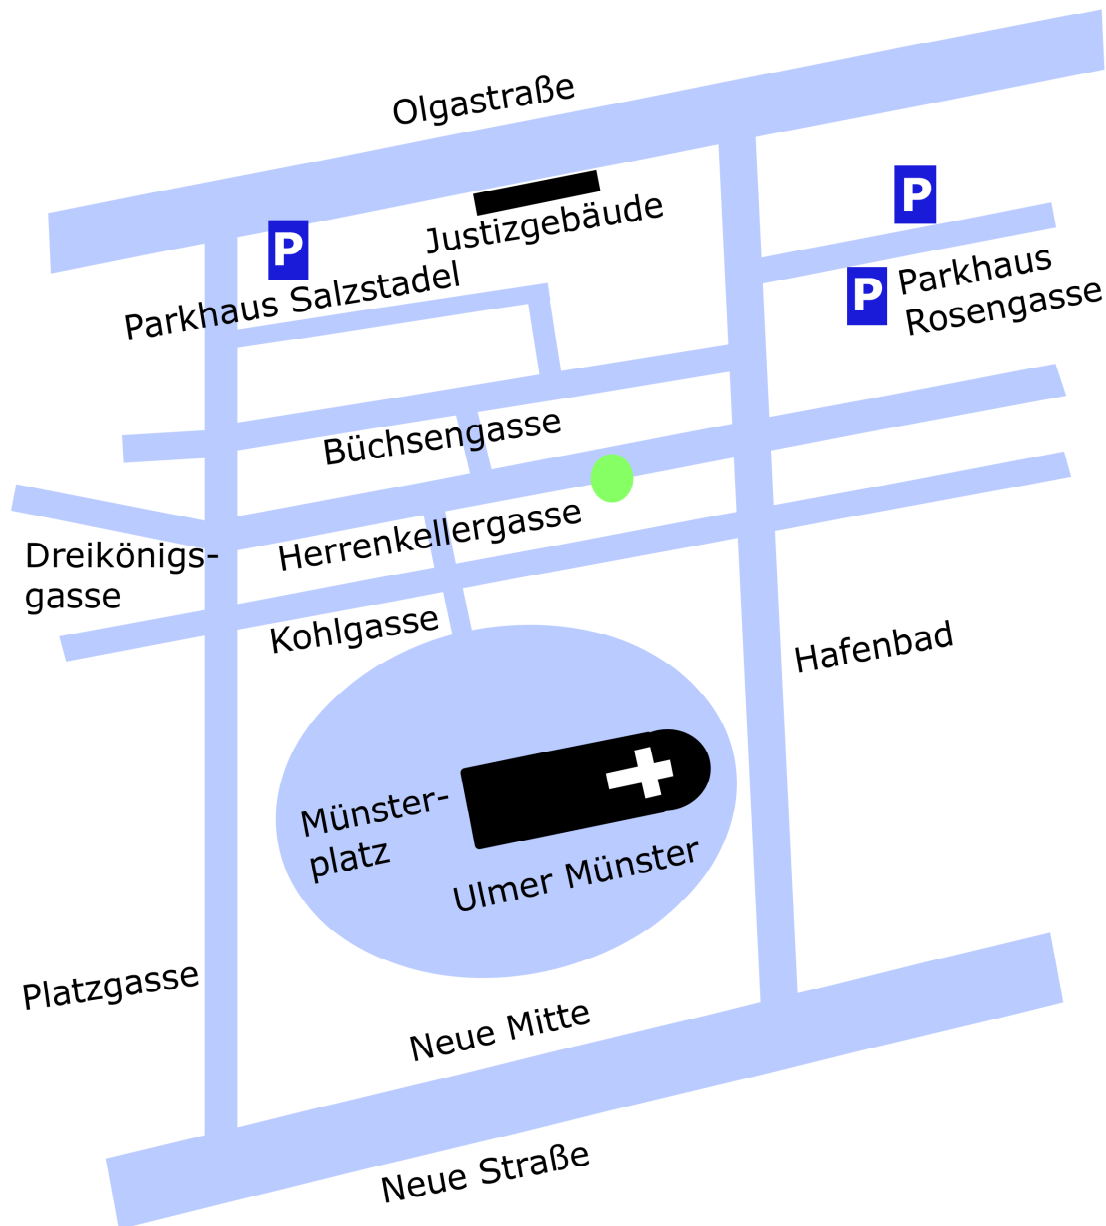 Olgastraße
P
Justizgebäude
P
Parkhaus Salzstadel
P
Parkhaus
Rosengasse
Büchsengasse
Herrenkellergasse
Dreikönigs-
gasse
Kohlgasse
Hafenbad
Münster-
platz
Ulmer Münster
Platzgasse
Neue Mitte
Neue Straße